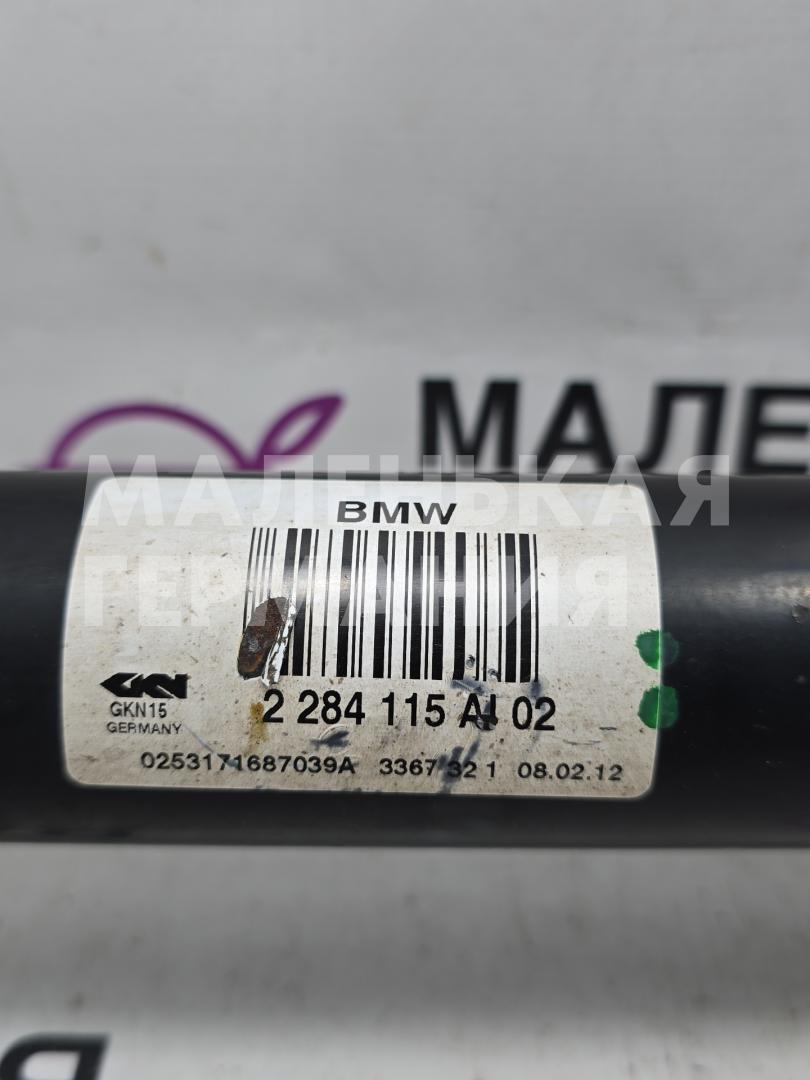 МАЛЕ
МАЛЕНЬКАЯ
ГЕРМАНИЯ
BMW
GKN
GKN15
GERMANY
2 284 115 AI 02
0253171687039A 3367 32 1 08.02.12
Я